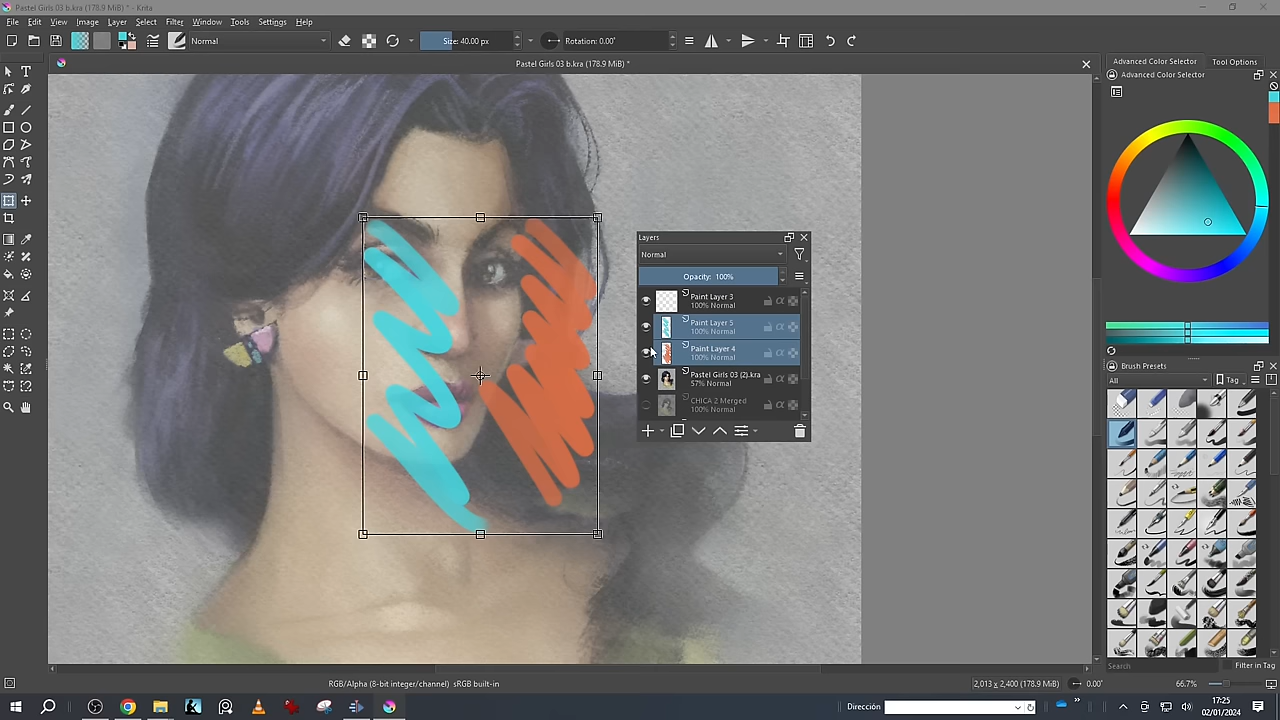 Pastel Girls 03 b.kra (178.9 MiB) * - Krita
File Edit View Image Layer Select Filter Window Tools Settings Help
Normal
Size: 40.00 px
Rotation: 0.00°
Pastel Girls 03 b.kra (178.9 MiB) *
Advanced Color Selector
Tool Options
Advanced Color Selector
Layers
Normal
Opacity: 100%
Paint Layer 3
100% Normal
Paint Layer 5
100% Normal
Paint Layer 4
100% Normal
Pastel Girls 03 (2).kra
57% Normal
CHICA 2 Merged
100% Normal
Brush Presets
All
Tag
Search
Filter in Tag
RGB/Alpha (8-bit integer/channel) sRGB built-in
2,013 x 2,400 (178.9 MiB)
0.00°
66.7%
Dirección
17:25
02/01/2024